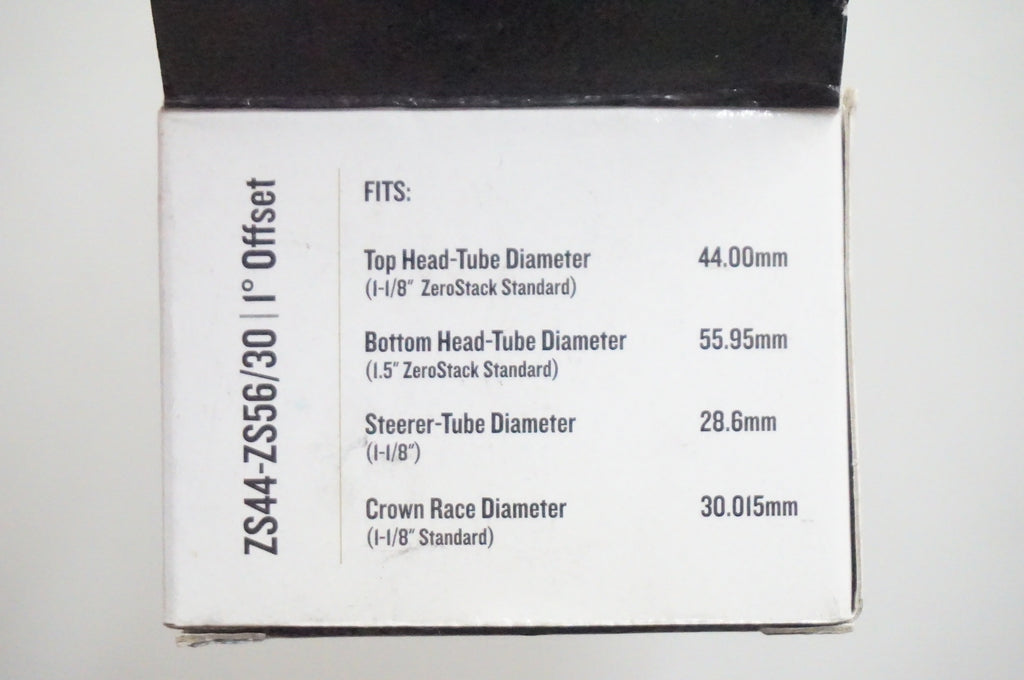 ZS44-ZS56/30 | 1° Offset
FITS:
Top Head-Tube Diameter 44.00mm
(1-1/8" ZeroStack Standard)
Bottom Head-Tube Diameter 55.95mm
(1.5" ZeroStack Standard)
Steerer-Tube Diameter 28.6mm
(1-1/8")
Crown Race Diameter 30.015mm
(1-1/8" Standard)